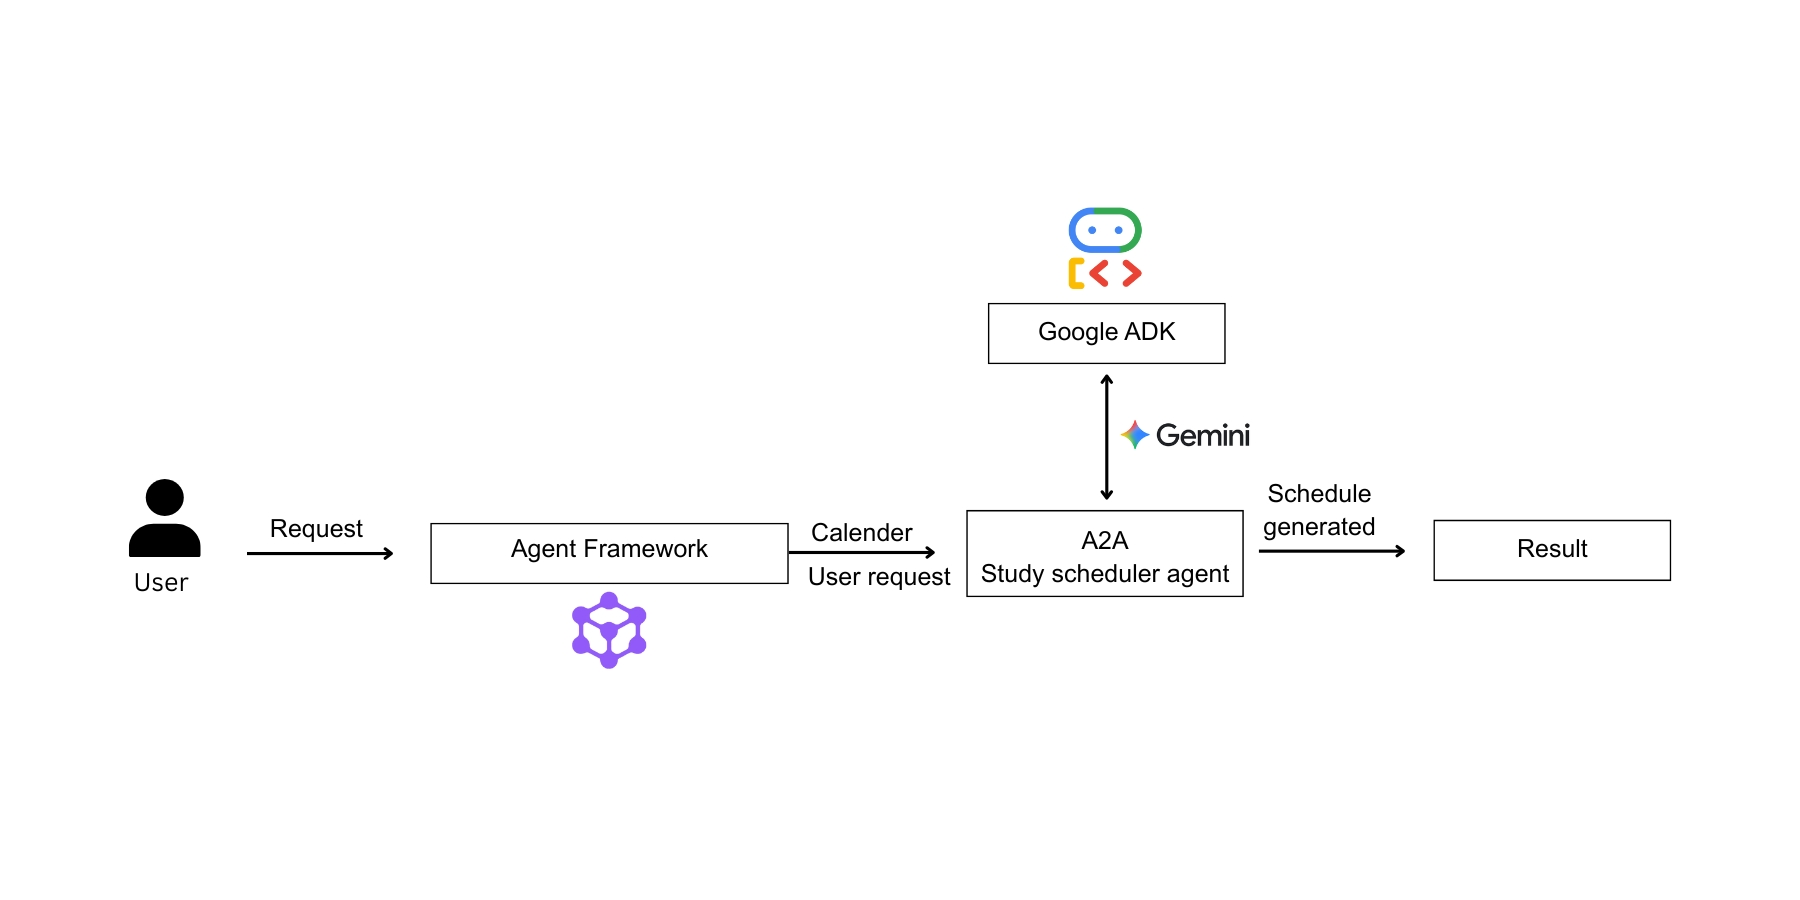 Google ADK
Gemini
User
Request
Agent Framework
Calender
User request
A2A
Study scheduler agent
Schedule
generated
Result